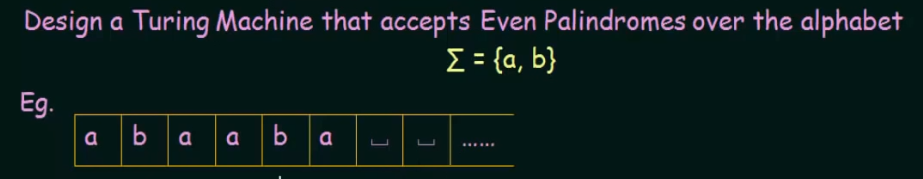 Design a Turing Machine that accepts Even Palindromes over the alphabet
Σ = {a, b}
Eg.
a b a a b a ⎵ ⎵ ......